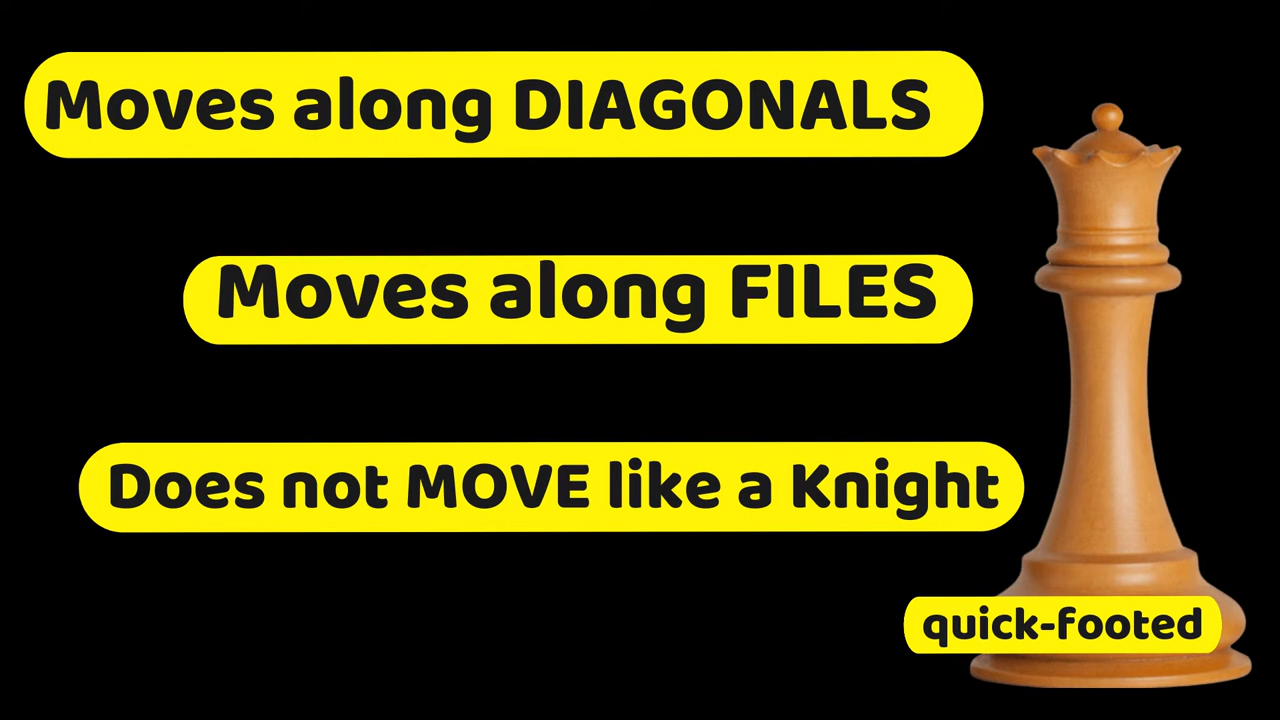 Moves along DIAGONALS
Moves along FILES
Does not MOVE like a Knight
quick-footed